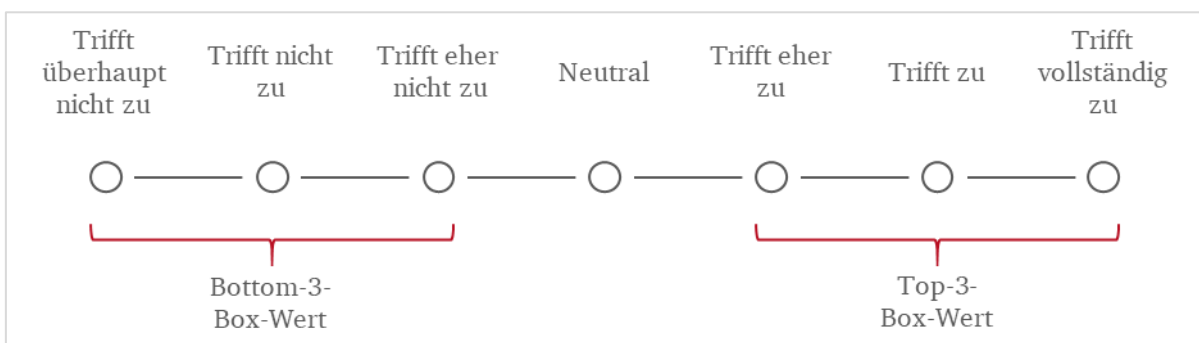 Trifft
überhaupt
nicht zu
Trifft nicht
zu
Trifft eher
nicht zu
Neutral
Trifft eher
zu
Trifft zu
Trifft
vollständig
zu
Bottom-3-
Box-Wert
Top-3-
Box-Wert